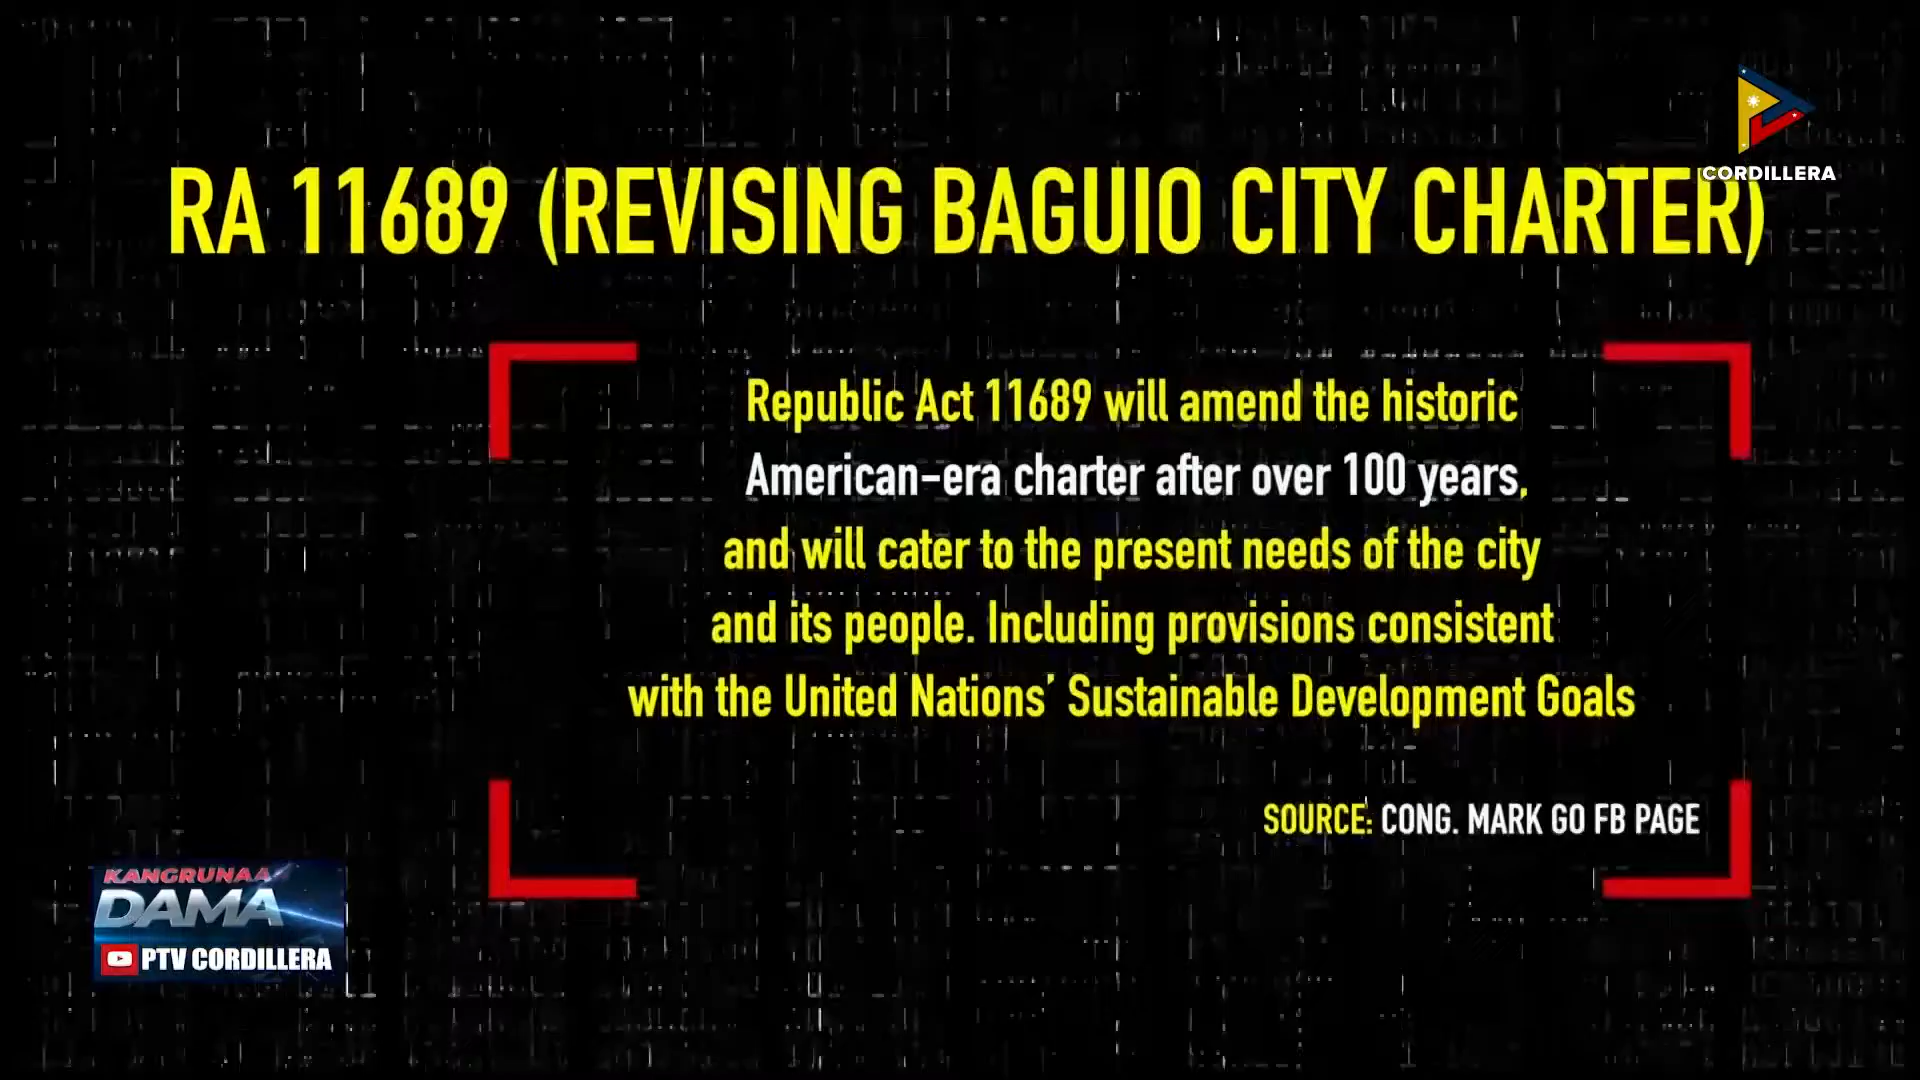 CORDILLERA
RA 11689 (REVISING BAGUIO CITY CHARTER)
Republic Act 11689 will amend the historic
American-era charter after over 100 years,
and will cater to the present needs of the city
and its people. Including provisions consistent
with the United Nations' Sustainable Development Goals
SOURCE: CONG. MARK GO FB PAGE
KANGRUNAA
DAMA
PTV CORDILLERA